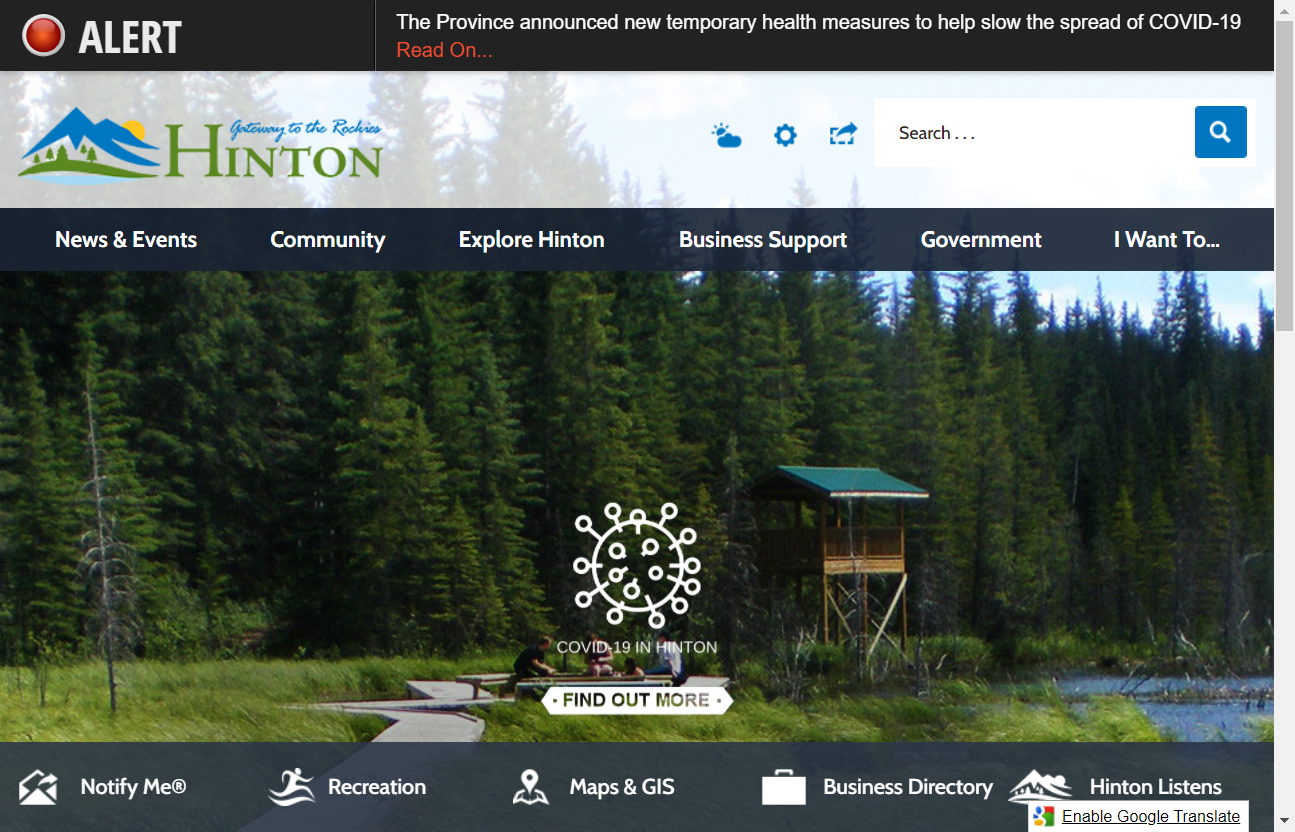 ALERT
The Province announced new temporary health measures to help slow the spread of COVID-19
Read On...
Gateway to the Rockies
HINTON
Search . . .
News & Events
Community
Explore Hinton
Business Support
Government
I Want To...
COVID-19 IN HINTON
· FIND OUT MORE ·
Notify Me®
Recreation
Maps & GIS
Business Directory
Hinton Listens
Enable Google Translate